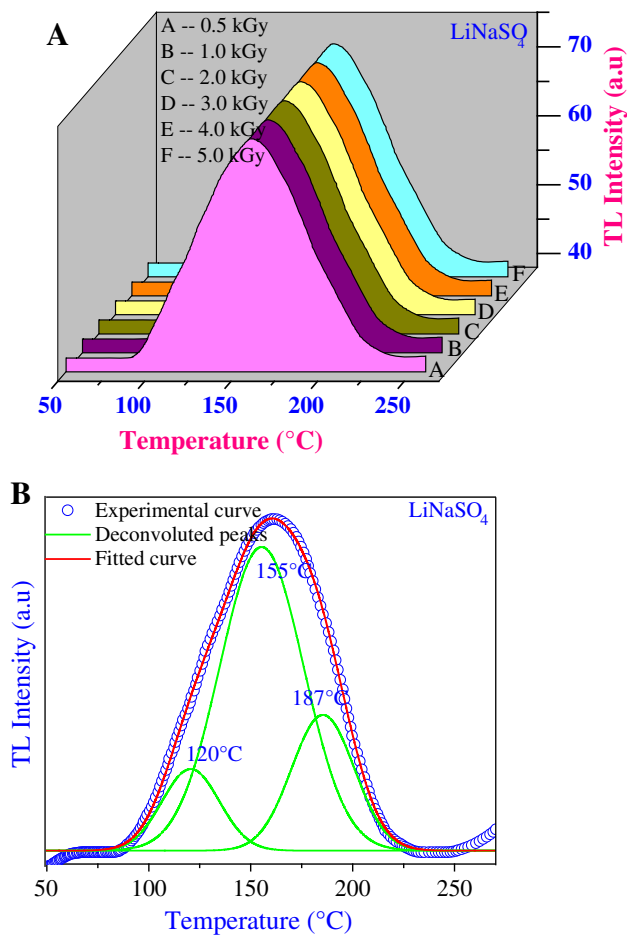 A
A -- 0.5 kGy
B -- 1.0 kGy
C -- 2.0 kGy
D -- 3.0 kGy
E -- 4.0 kGy
F -- 5.0 kGy
LiNaSO4
70
60
50
40
TL Intensity (a.u)
F
E
D
C
B
A
50 100 150 200 250
Temperature (°C)
B
Experimental curve
Deconvoluted peaks
Fitted curve
LiNaSO4
155°C
187°C
120°C
TL Intensity (a.u)
50 100 150 200 250
Temperature (°C)